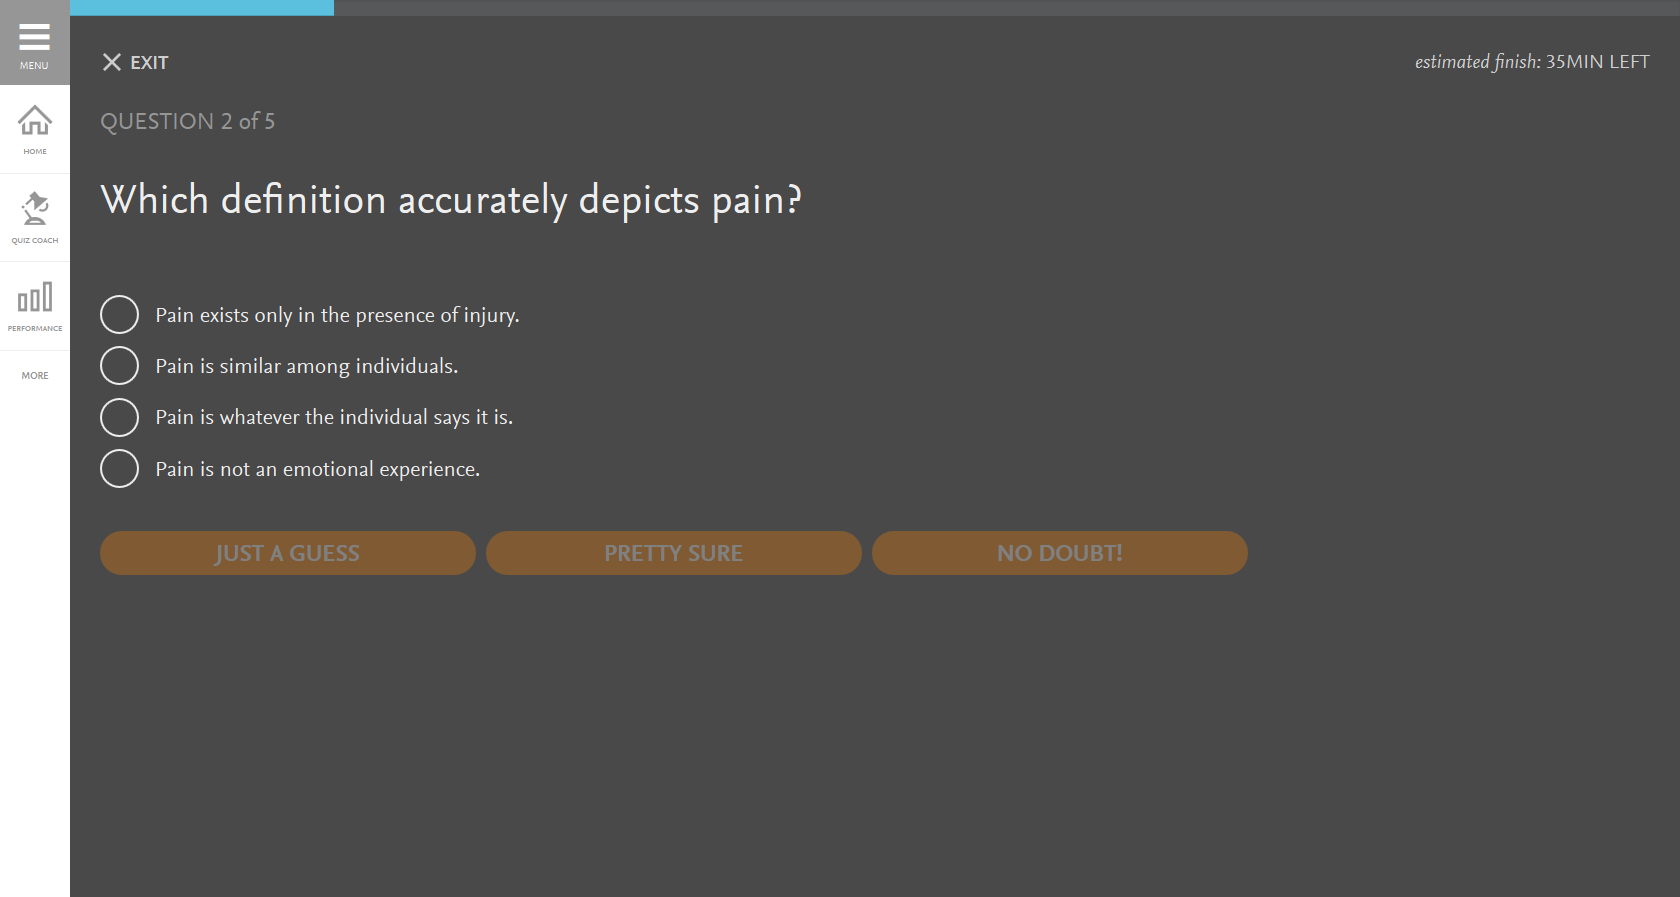 MENU
HOME
QUIZ COACH
PERFORMANCE
MORE
EXIT
estimated finish: 35MIN LEFT
QUESTION 2 of 5
Which definition accurately depicts pain?
Pain exists only in the presence of injury.
Pain is similar among individuals.
Pain is whatever the individual says it is.
Pain is not an emotional experience.
JUST A GUESS
PRETTY SURE
NO DOUBT!